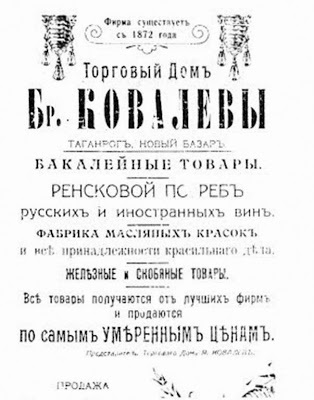 Фирма существуетъ
съ 1872 года
Торговый Домъ
Бр. КОВАЛЕВЫ
ТАГАНРОГЪ, НОВЫЙ БАЗАРЪ.
БАКАЛЕЙНЫЕ ТОВАРЫ.
РЕНСКОВОЙ ПО РЕБЪ
русскихъ и иностранныхъ винъ.
ФАБРИКА МАСЛЯНЫХЪ КРАСОКЪ
и всѣ принадлежности красильнаго дѣла.
ЖЕЛѢЗНЫЕ и СКОБЯНЫЕ ТОВАРЫ.
Всѣ товары получаются отъ лучшихъ фирмъ
и продаются
по самымъ УМѢРЕННЫМЪ ЦѢНАМЪ.
Представитель Торговаго Дома М. КОВАЛЕВЪ.
ПРОДАЖА